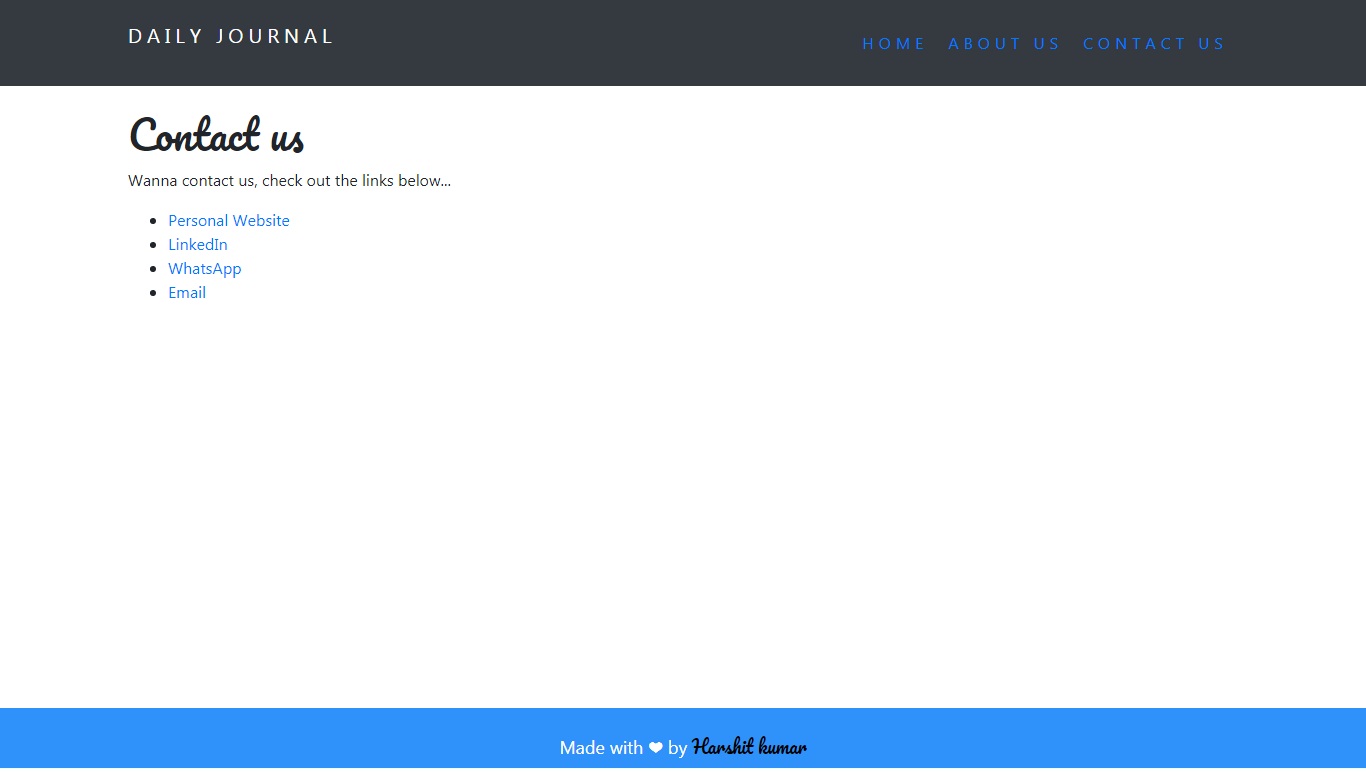 DAILY JOURNAL
HOME ABOUT US CONTACT US
Contact us
Wanna contact us, check out the links below...
Personal Website
LinkedIn
WhatsApp
Email
Made with ❤ by Harshit kumar